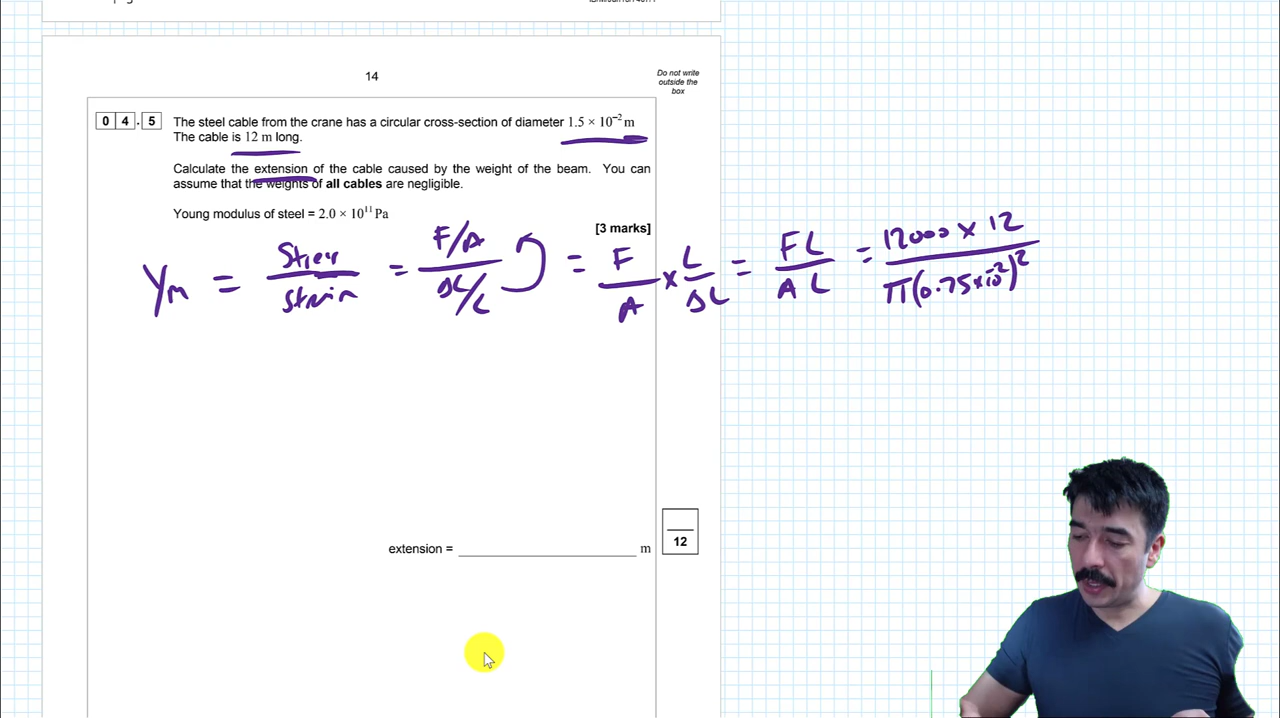 14
Do not write
outside the
box
0 4 . 5 The steel cable from the crane has a circular cross-section of diameter 1.5 × 10⁻² m
The cable is 12 m long.
Calculate the extension of the cable caused by the weight of the beam. You can
assume that the weights of all cables are negligible.
Young modulus of steel = 2.0 × 10¹¹ Pa
[3 marks]
Ym = Stress/Strain = F/A / ΔL/L = F/A × L/ΔL = FL/A L = 12000 × 12 / π(0.75×10⁻²)²
extension = ______ m
12